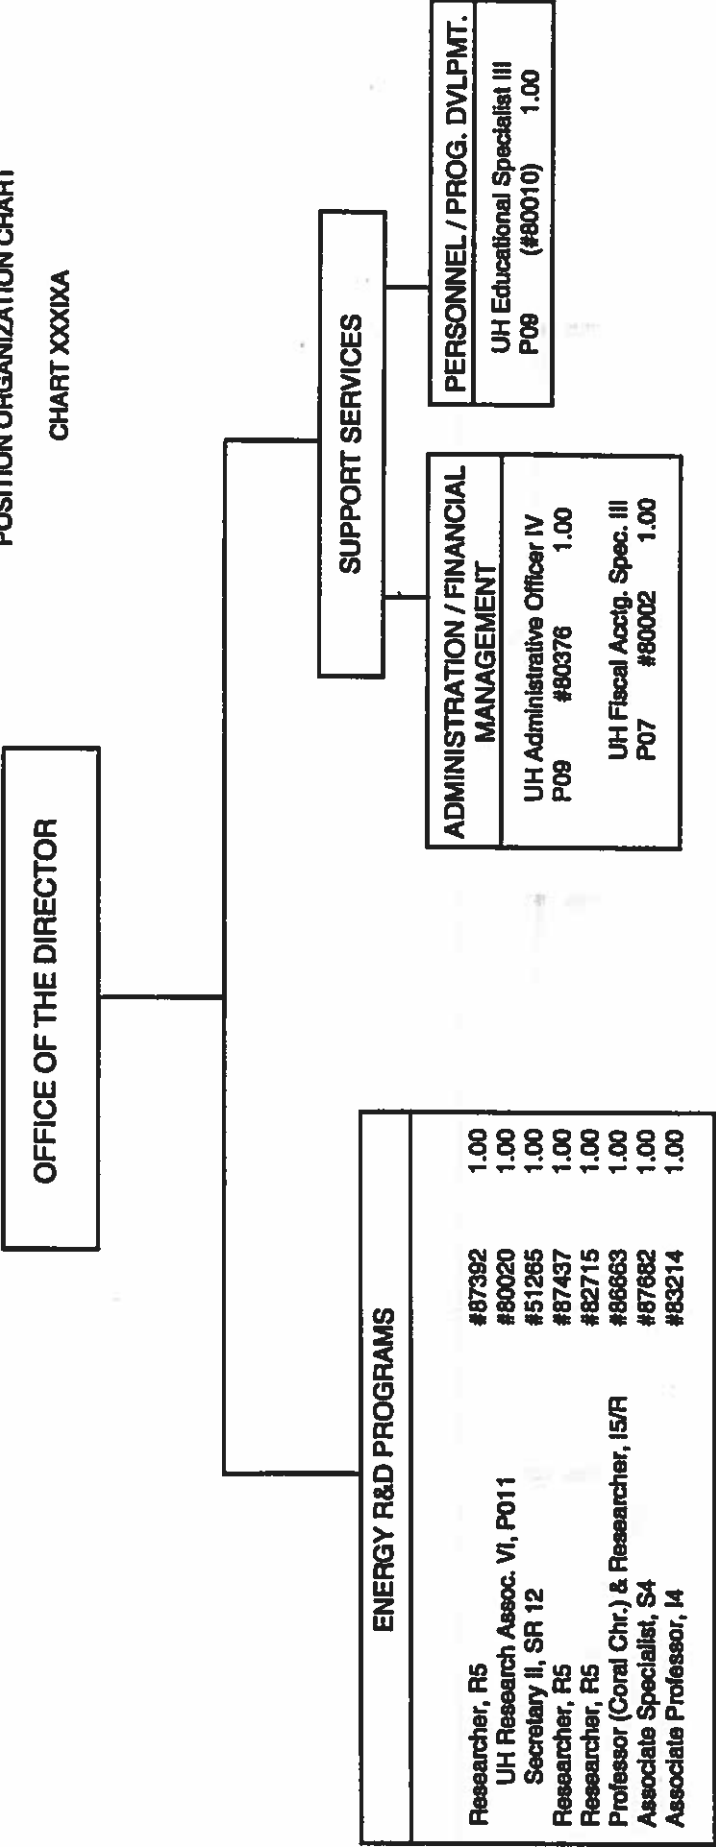 POSITION ORGANIZATION CHART
CHART XXXIXA
OFFICE OF THE DIRECTOR
ENERGY R&D PROGRAMS
Researcher, R5 #87392 1.00
UH Research Assoc. VI, P011 #80020 1.00
Secretary II, SR 12 #51265 1.00
Researcher, R5 #87437 1.00
Researcher, R5 #82715 1.00
Professor (Coral Chr.) & Researcher, I5/R #86663 1.00
Associate Specialist, S4 #87682 1.00
Associate Professor, I4 #83214 1.00
SUPPORT SERVICES
ADMINISTRATION / FINANCIAL
MANAGEMENT
UH Administrative Officer IV
P09 #80376 1.00
UH Fiscal Acctg. Spec. III
P07 #80002 1.00
PERSONNEL / PROG. DVLPMT.
UH Educational Specialist III
P09 (#80010) 1.00